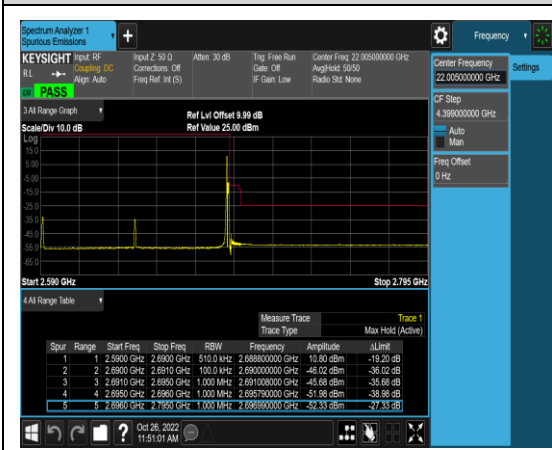 Spectrum Analyzer 1
Spurious Emissions
Frequency
KEYSIGHT
Input: RF
Coupling: DC
Align: Auto
Input Z: 50 Ω
Corrections: Off
Freq Ref: Int (S)
Atten: 30 dB
Trig: Free Run
Gate: Off
IF Gain: Low
Center Freq: 22.005000000 GHz
Avg|Hold: 50/50
Radio Std: None
RL
PASS
3 All Range Graph
Ref Lvl Offset 9.99 dB
Scale/Div 10.0 dB
Ref Value 25.00 dBm
Log
15.0
5.00
-5.00
-15.0
-25.0
-35.0
-45.0
-55.0
-65.0
Start 2.590 GHz
Stop 2.795 GHz
4 All Range Table
Measure Trace Trace 1
Trace Type Max Hold (Active)
Spur Range Start Freq Stop Freq RBW Frequency Amplitude ΔLimit
1 1 2.5900 GHz 2.6900 GHz 510.0 kHz 2.688800000 GHz 10.80 dBm -19.20 dB
2 2 2.6900 GHz 2.6910 GHz 100.0 kHz 2.690000000 GHz -46.02 dBm -36.02 dB
3 3 2.6910 GHz 2.6950 GHz 1.000 MHz 2.691008000 GHz -45.68 dBm -35.68 dB
4 4 2.6950 GHz 2.6960 GHz 1.000 MHz 2.695790000 GHz -51.98 dBm -38.98 dB
5 5 2.6960 GHz 2.7950 GHz 1.000 MHz 2.696990000 GHz -52.33 dBm -27.33 dB
Oct 26, 2022
11:51:01 AM
Center Frequency
22.005000000 GHz
Settings
CF Step
4.399000000 GHz
Auto
Man
Freq Offset
0 Hz